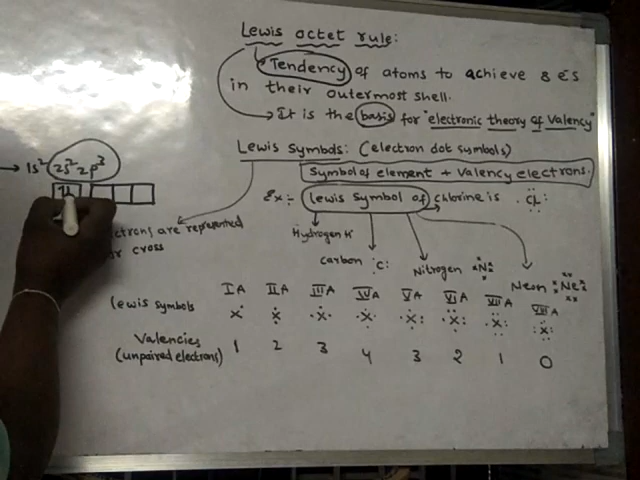 Lewis octet rule:
Tendency of atoms to achieve 8 e̅s
in their outermost shell.
→ It is the basis for "electronic theory of Valency"
Lewis Symbols: (electron dot symbols)
→ 1s² 2s² 2p³
Symbol of element + Valency electrons.
Ex:- Lewis Symbol of chlorine is Cl
ctrons are represented
or cross
Hydrogen H
Carbon C
Nitrogen N
Neon Ne
IA IIA IIIA IVA VA VIA VIIA VIIIA
Lewis symbols X X X X X X X X
Valencies 1 2 3 4 3 2 1 0
(unpaired electrons)